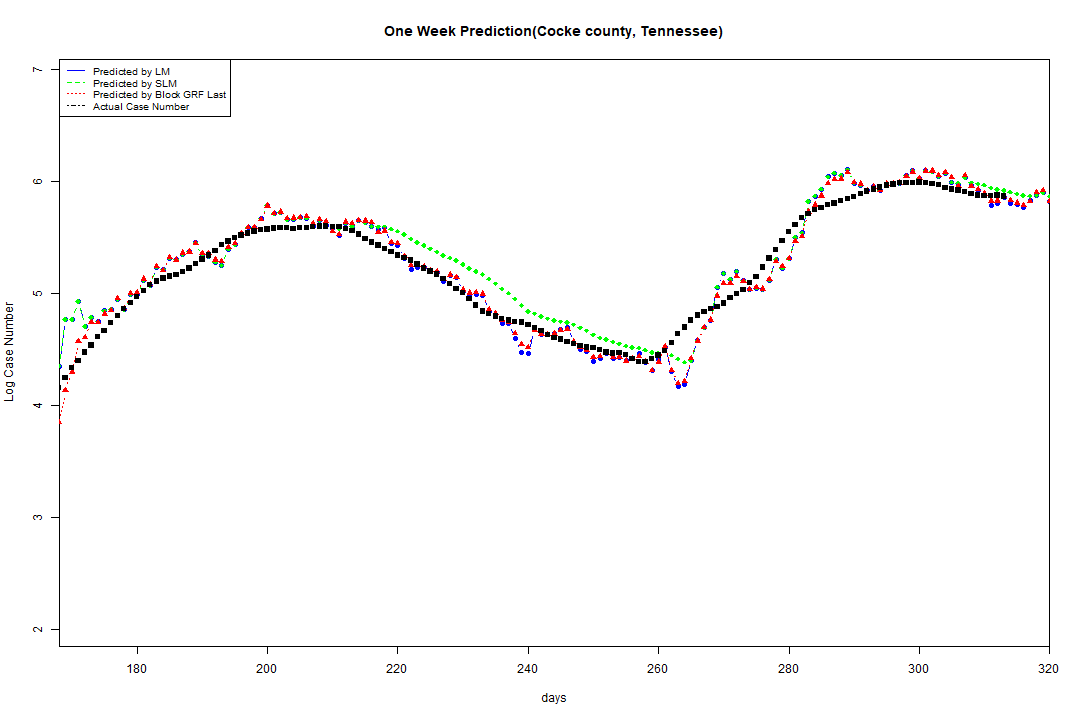 One Week Prediction(Cocke county, Tennessee)
Predicted by LM
Predicted by SLM
Predicted by Block GRF Last
Actual Case Number
7
6
5
4
3
2
Log Case Number
180 200 220 240 260 280 300 320
days